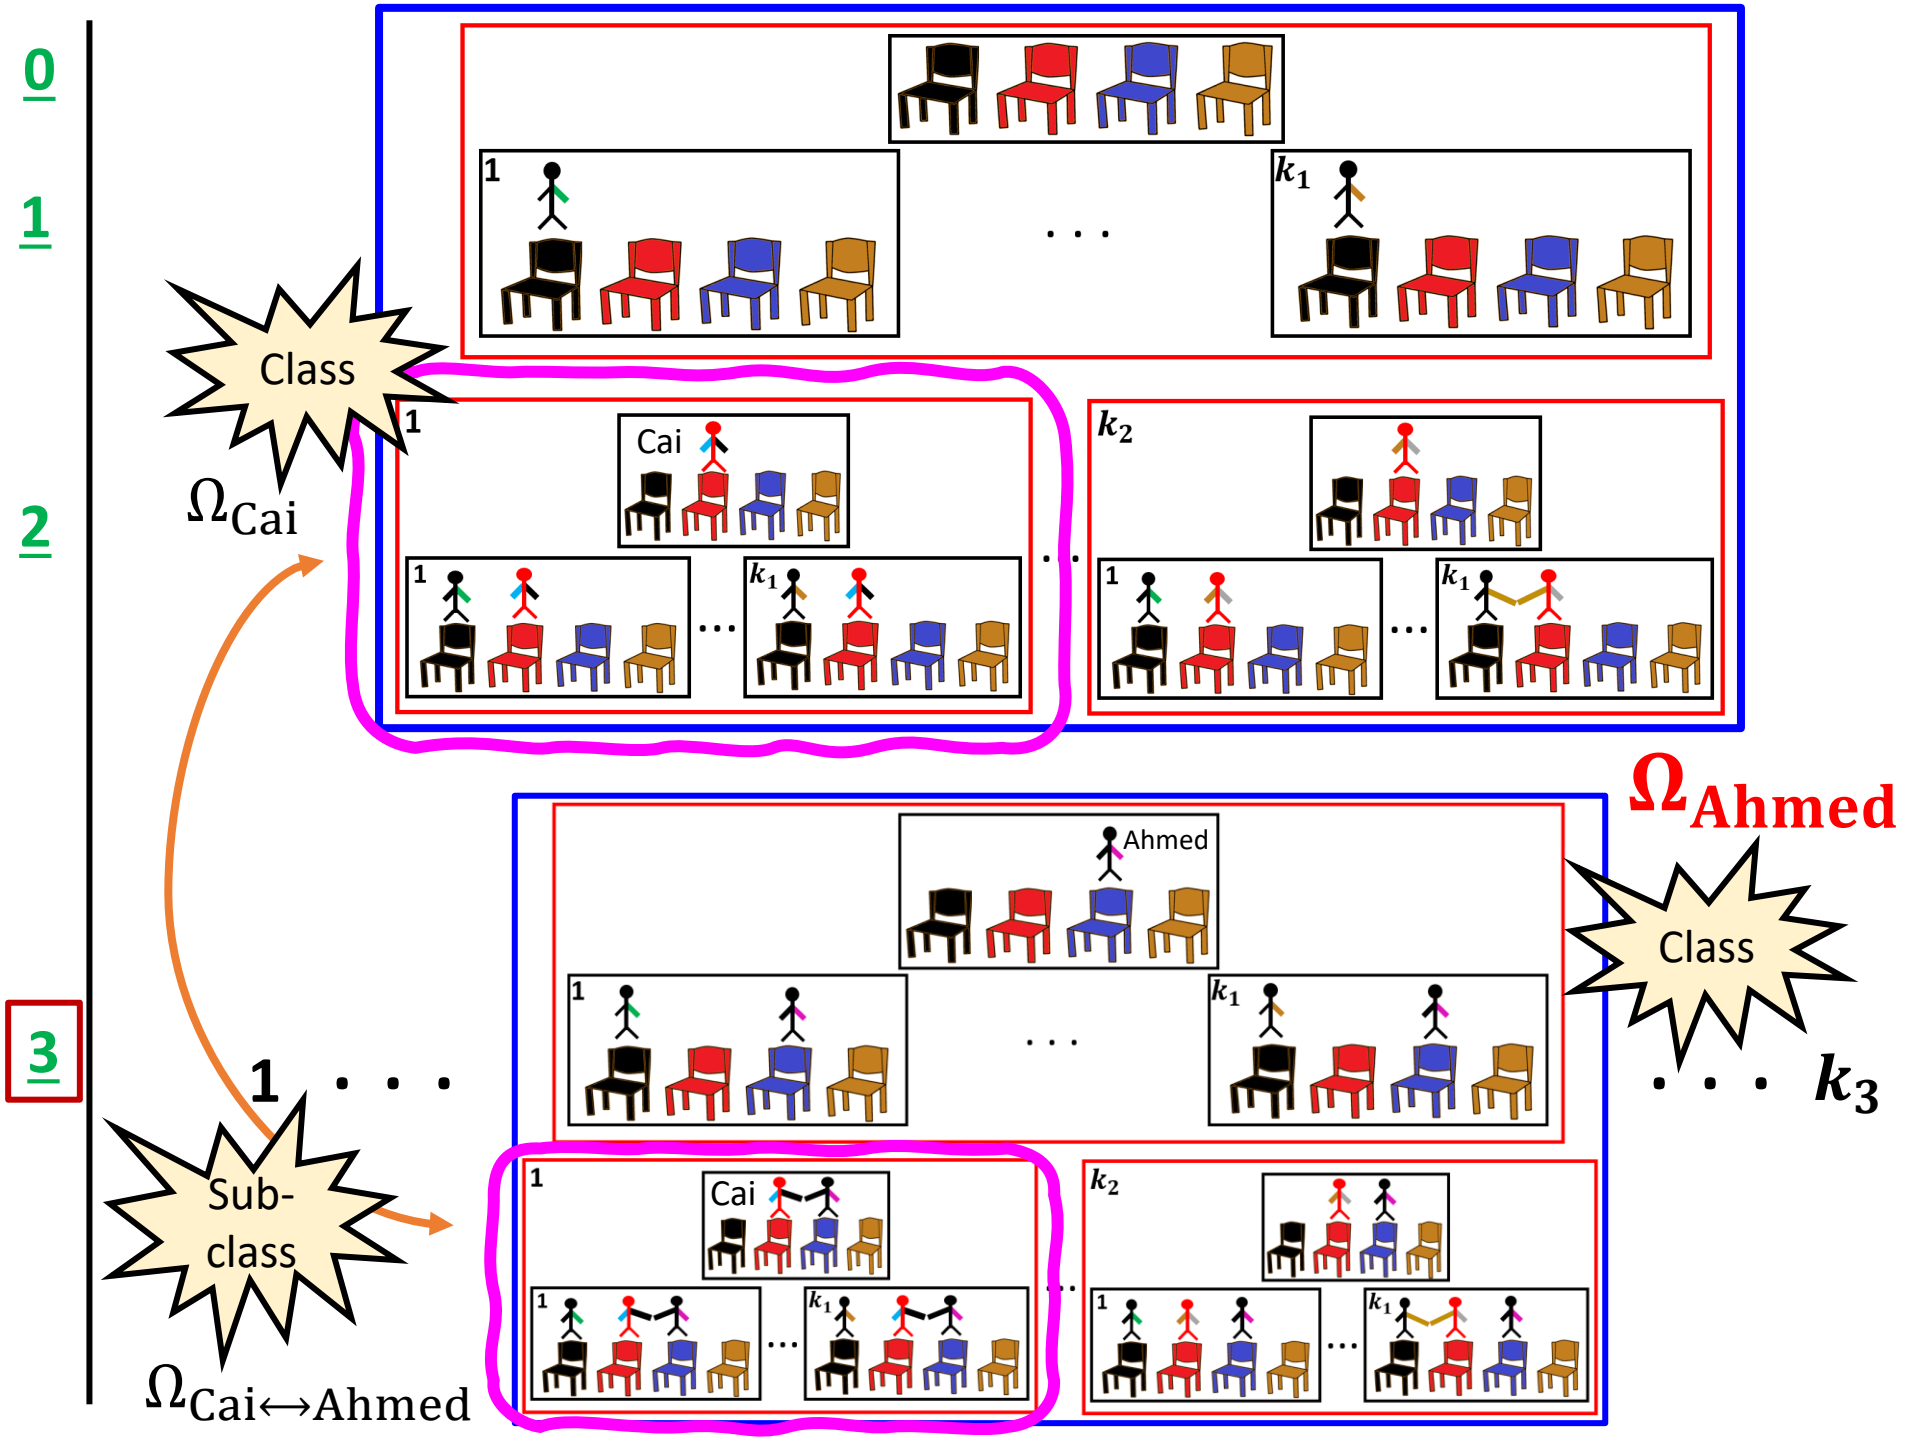 0
1
k₁
1
. . .
Class
1
k₂
Cai
Ω_Cai
2
1
k₁
...
...
1
k₁
...
Ω_Ahmed
Ahmed
Class
1
k₁
. . .
3
1
. . .
. . .
k₃
1
k₂
Cai
Sub-
class
1
k₁
...
...
1
k₁
...
Ω_Cai↔Ahmed